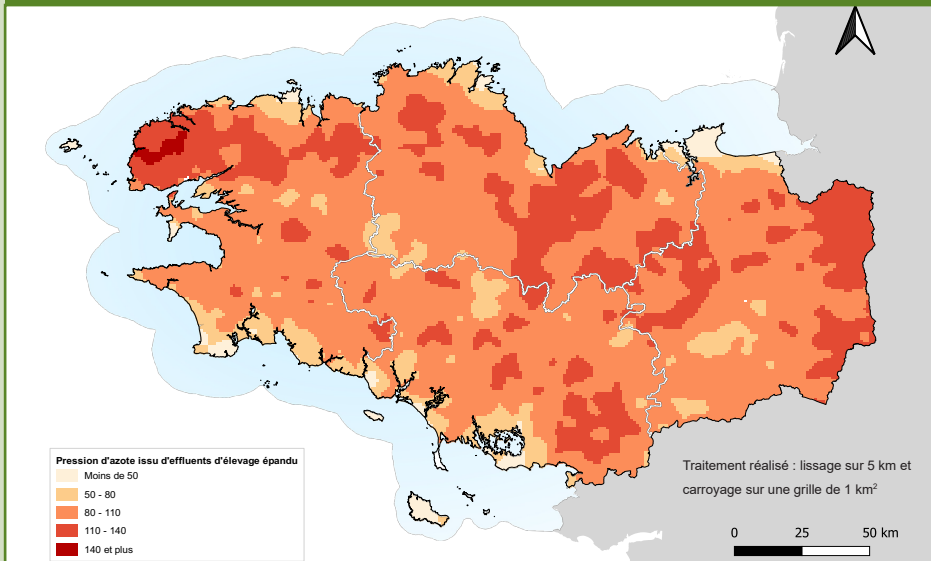 Pression d'azote issu d'effluents d'élevage épandu
Moins de 50
50 - 80
80 - 110
110 - 140
140 et plus
Traitement réalisé : lissage sur 5 km et
carroyage sur une grille de 1 km²
0 25 50 km